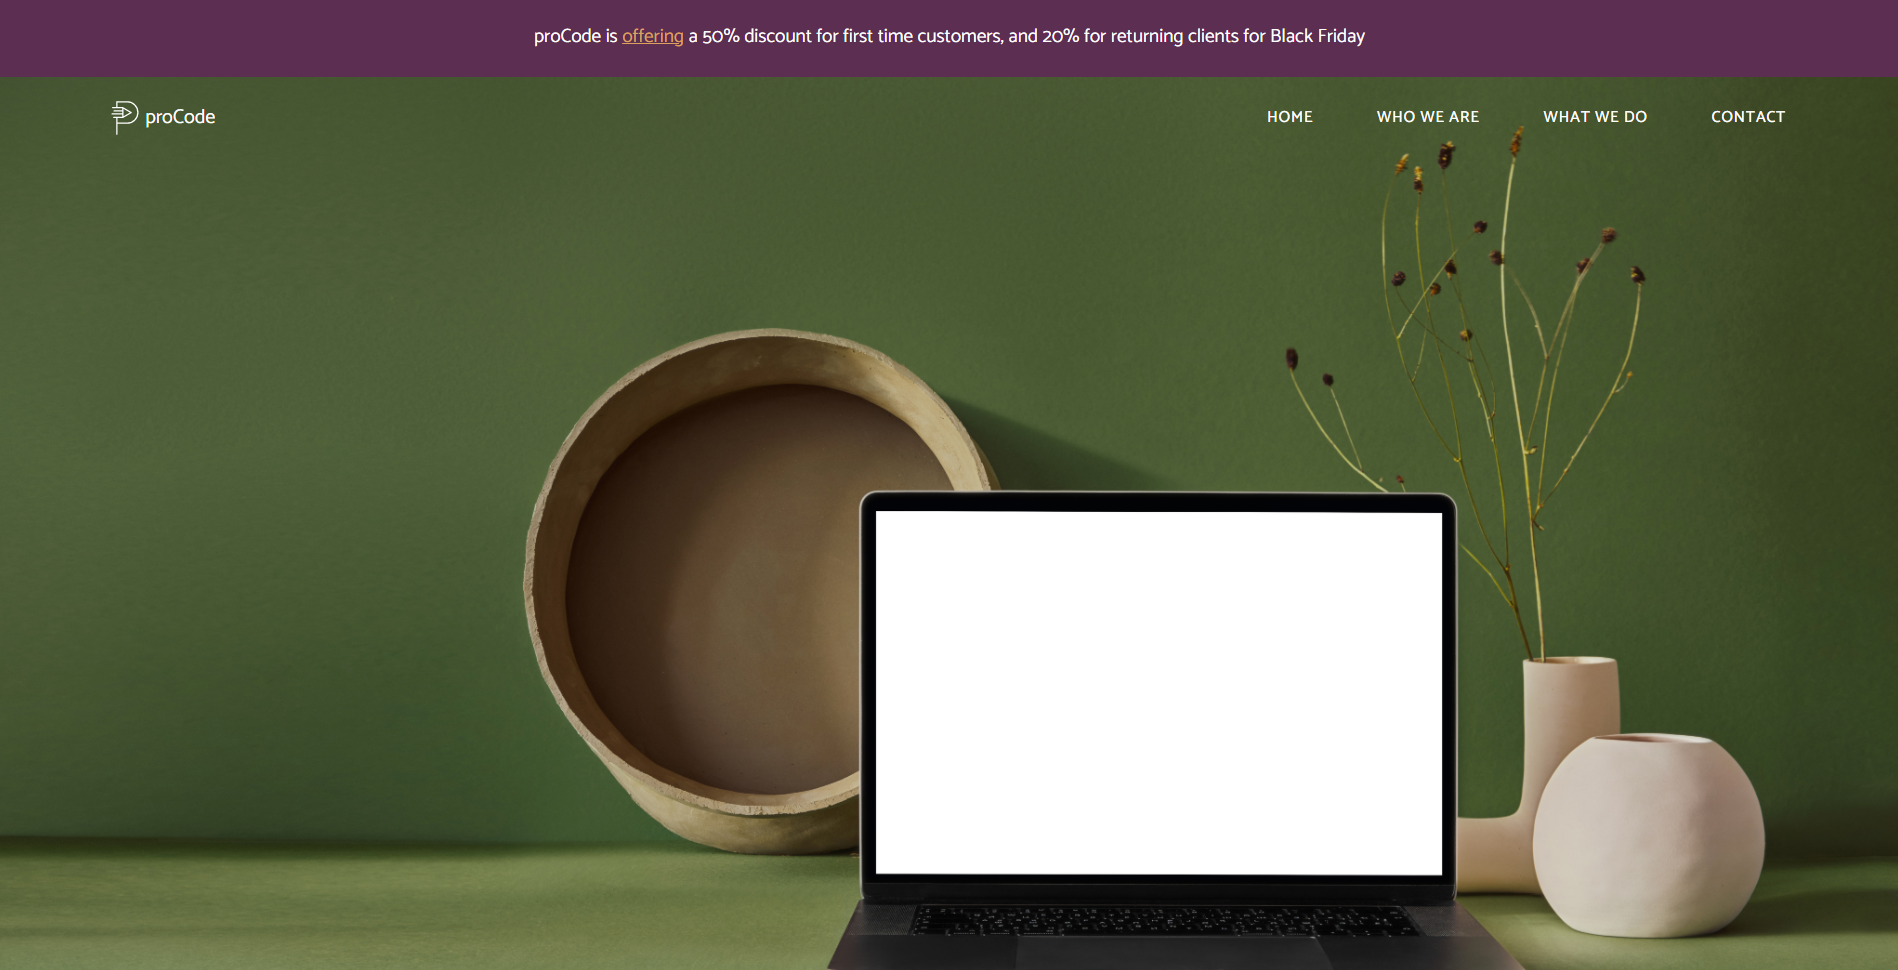 proCode is offering a 50% discount for first time customers, and 20% for returning clients for Black Friday
proCode
HOME
WHO WE ARE
WHAT WE DO
CONTACT